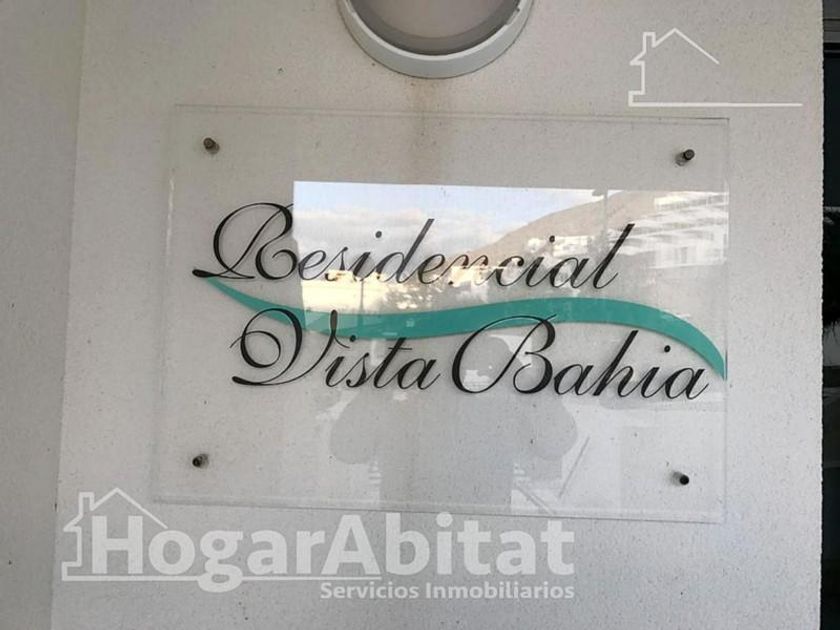 Residencial
Vista Bahia
HogarAbitat
Servicios Inmobiliarios